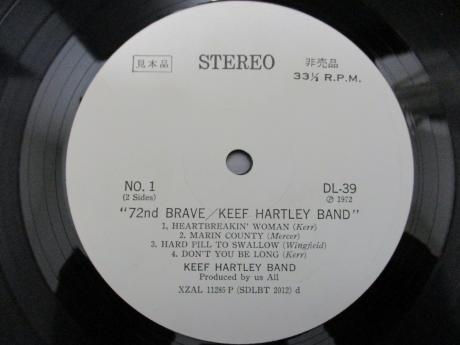 見本品
STEREO
非売品
33⅓ R.P.M.
NO. 1
(2 Sides)
DL-39
Ⓟ 1972
"72nd BRAVE/KEEF HARTLEY BAND"
1. HEARTBREAKIN' WOMAN (Kerr)
2. MARIN COUNTY (Mercer)
3. HARD PILL TO SWALLOW (Wingfield)
4. DON'T YOU BE LONG (Kerr)
KEEF HARTLEY BAND
Produced by us All
XZAL 11285 P (SDLBT 2012) d